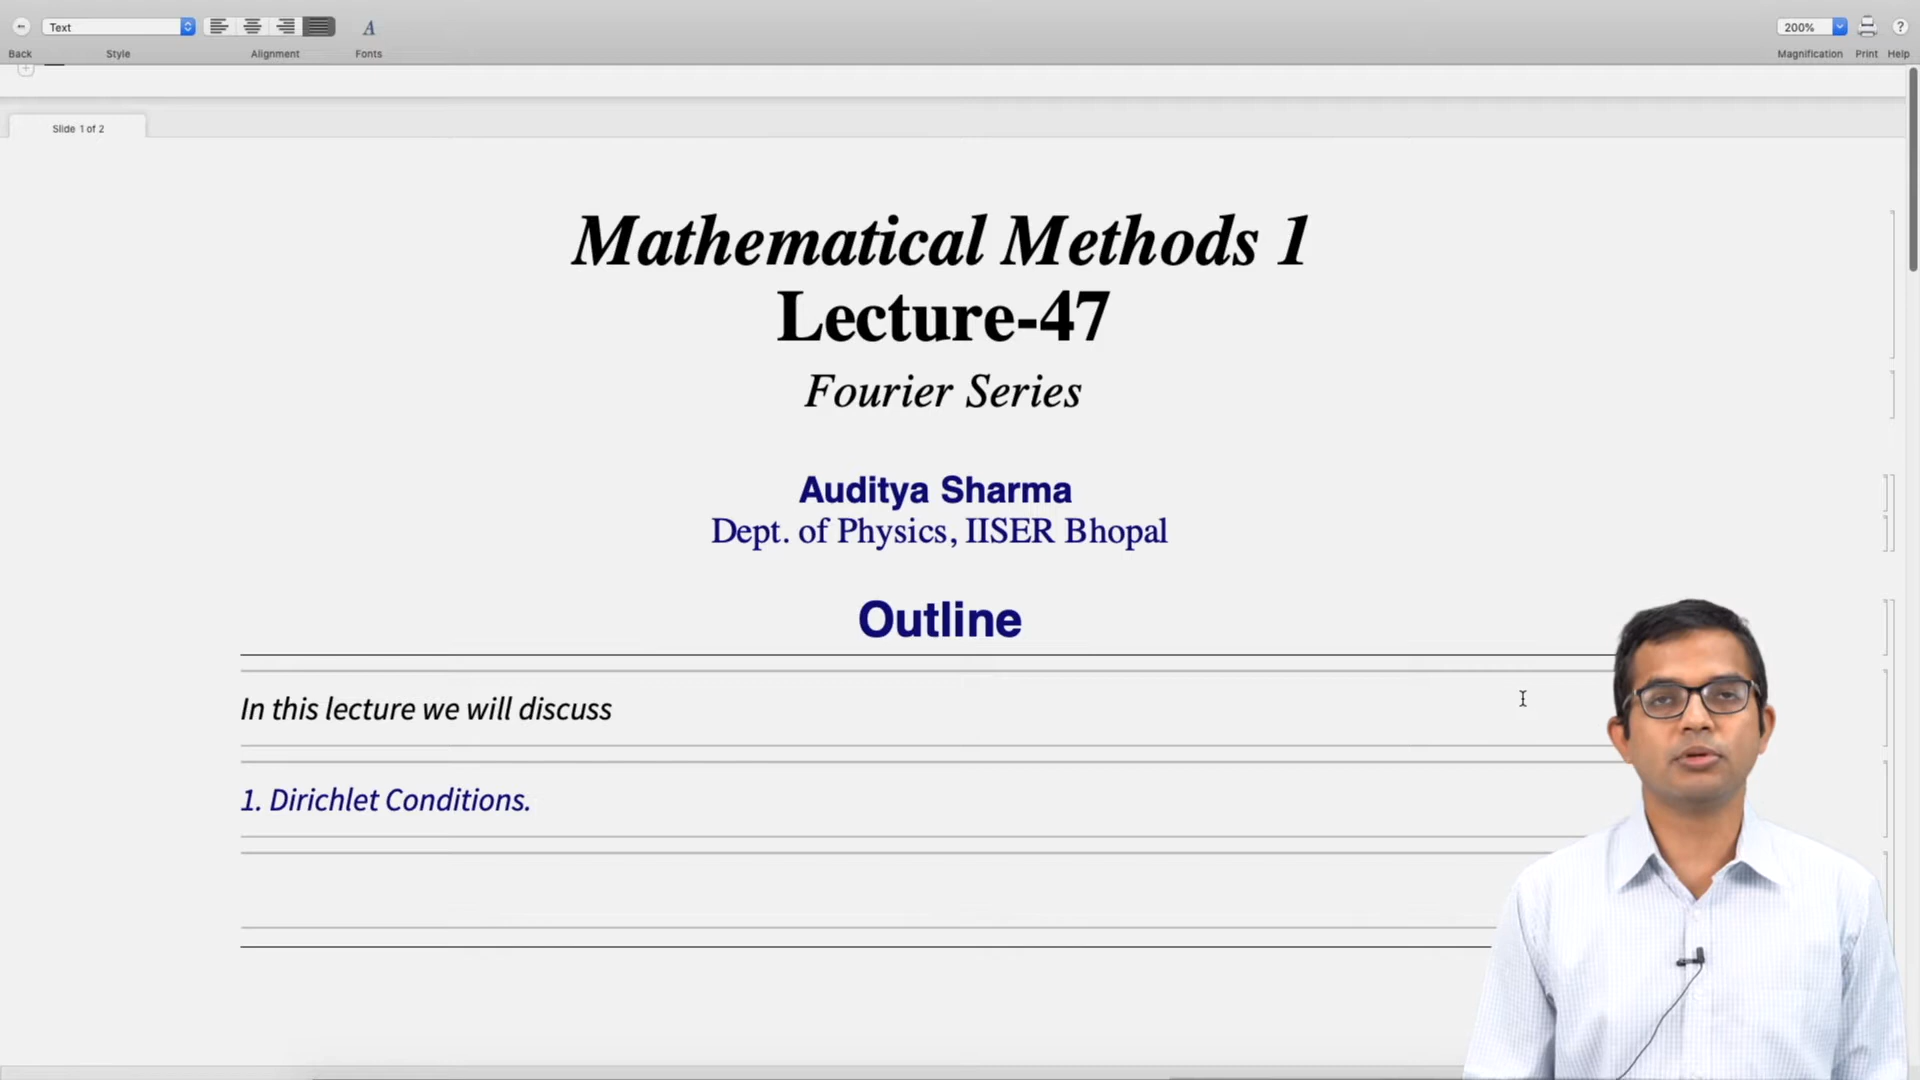 Text
200%
Back
Style
Alignment
Fonts
Magnification
Print
Help
Slide 1 of 2
Mathematical Methods 1
Lecture-47
Fourier Series
Auditya Sharma
Dept. of Physics, IISER Bhopal
Outline
In this lecture we will discuss
1. Dirichlet Conditions.